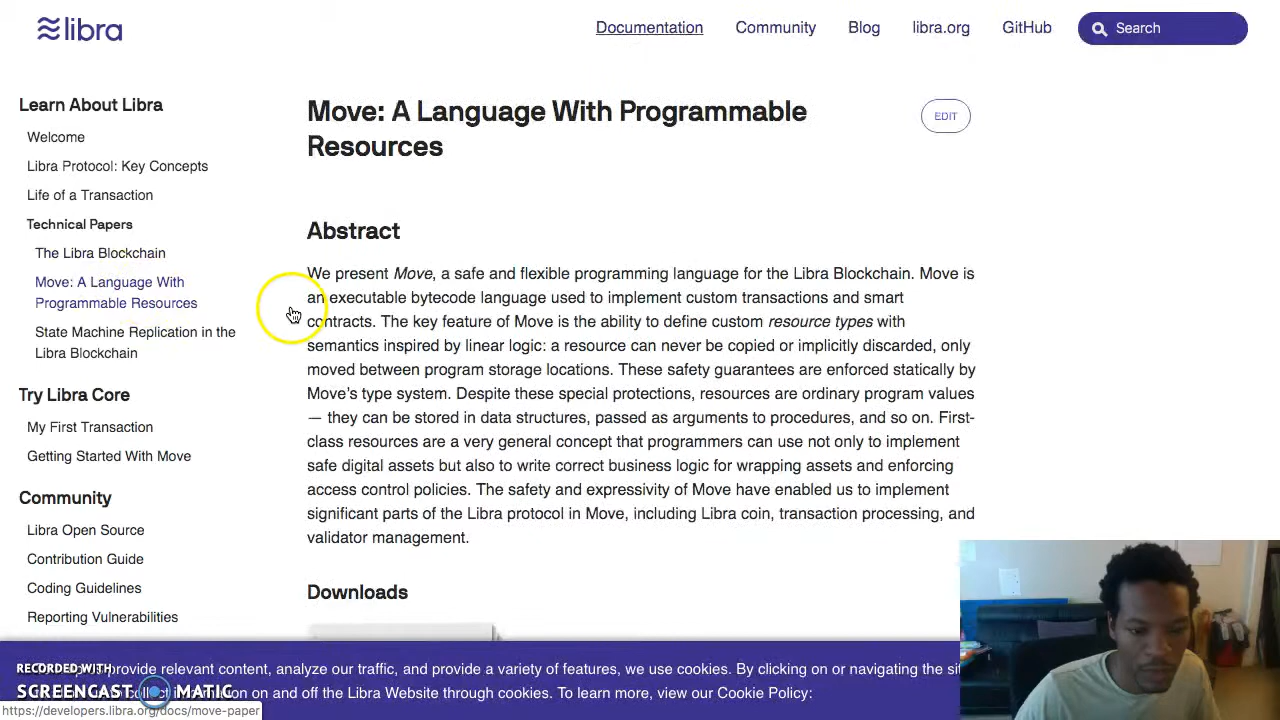 libra
Documentation
Community
Blog
libra.org
GitHub
Search
Learn About Libra
Welcome
Libra Protocol: Key Concepts
Life of a Transaction
Technical Papers
The Libra Blockchain
Move: A Language With
Programmable Resources
State Machine Replication in the
Libra Blockchain
Try Libra Core
My First Transaction
Getting Started With Move
Community
Libra Open Source
Contribution Guide
Coding Guidelines
Reporting Vulnerabilities
Move: A Language With Programmable
Resources
EDIT
Abstract
We present Move, a safe and flexible programming language for the Libra Blockchain. Move is
an executable bytecode language used to implement custom transactions and smart
contracts. The key feature of Move is the ability to define custom resource types with
semantics inspired by linear logic: a resource can never be copied or implicitly discarded, only
moved between program storage locations. These safety guarantees are enforced statically by
Move’s type system. Despite these special protections, resources are ordinary program values
— they can be stored in data structures, passed as arguments to procedures, and so on. First-
class resources are a very general concept that programmers can use not only to implement
safe digital assets but also to write correct business logic for wrapping assets and enforcing
access control policies. The safety and expressivity of Move have enabled us to implement
significant parts of the Libra protocol in Move, including Libra coin, transaction processing, and
validator management.
Downloads
provide relevant content, analyze our traffic, and provide a variety of features, we use cookies. By clicking on or navigating the
on and off the Libra Website through cookies. To learn more, view our Cookie Policy:
RECORDED WITH
SCREENCAST MATIC
https://developers.libra.org/docs/move-paper